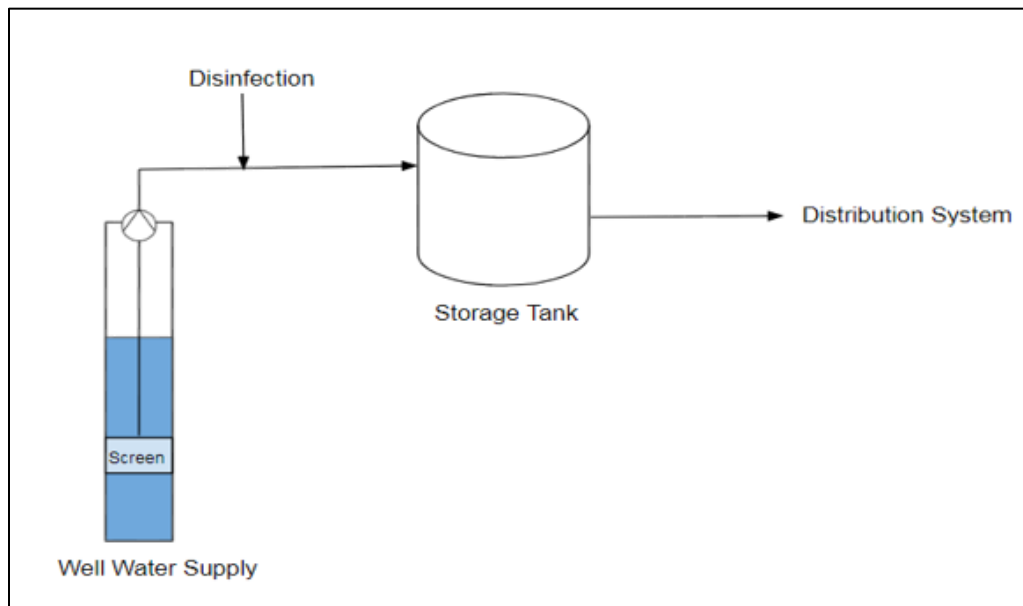 Disinfection
Distribution System
Storage Tank
Screen
Well Water Supply